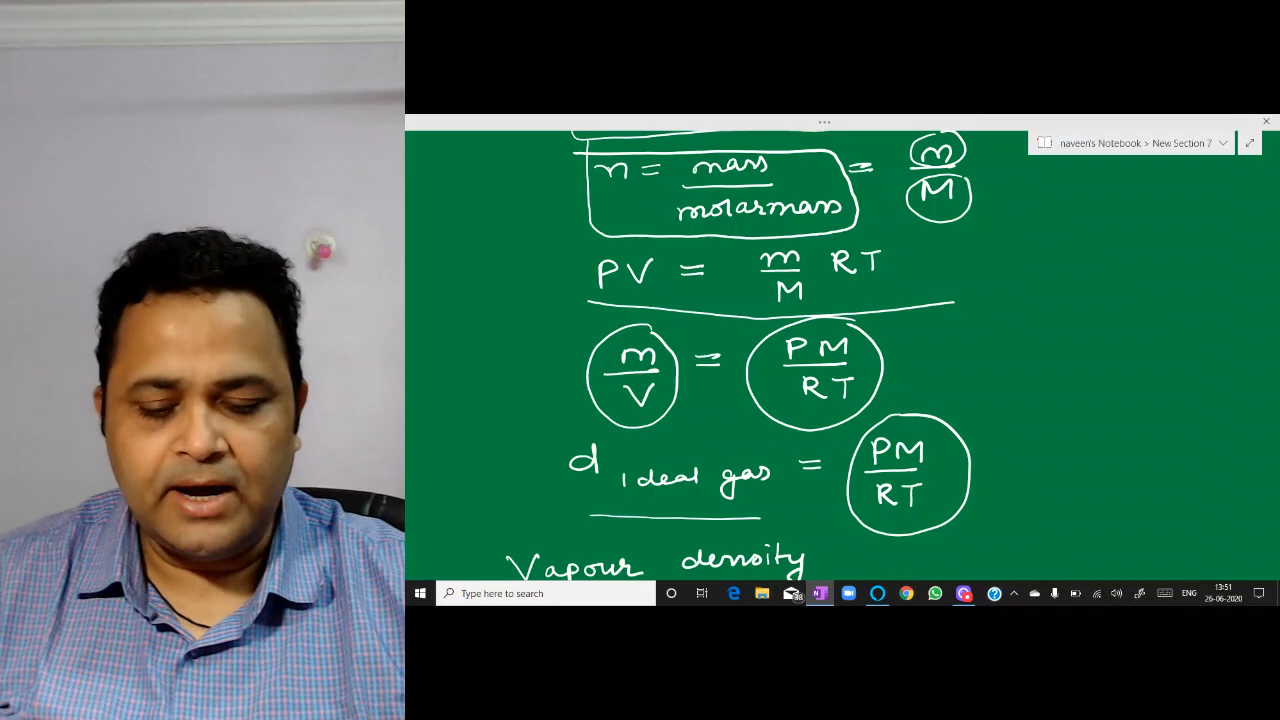 naveen's Notebook > New Section 7
n = mass / molarmass = m / M
PV = m / M RT
m / V = PM / RT
d ideal gas = PM / RT
Vapour density
Type here to search
38
ENG
13:51
26-06-2020